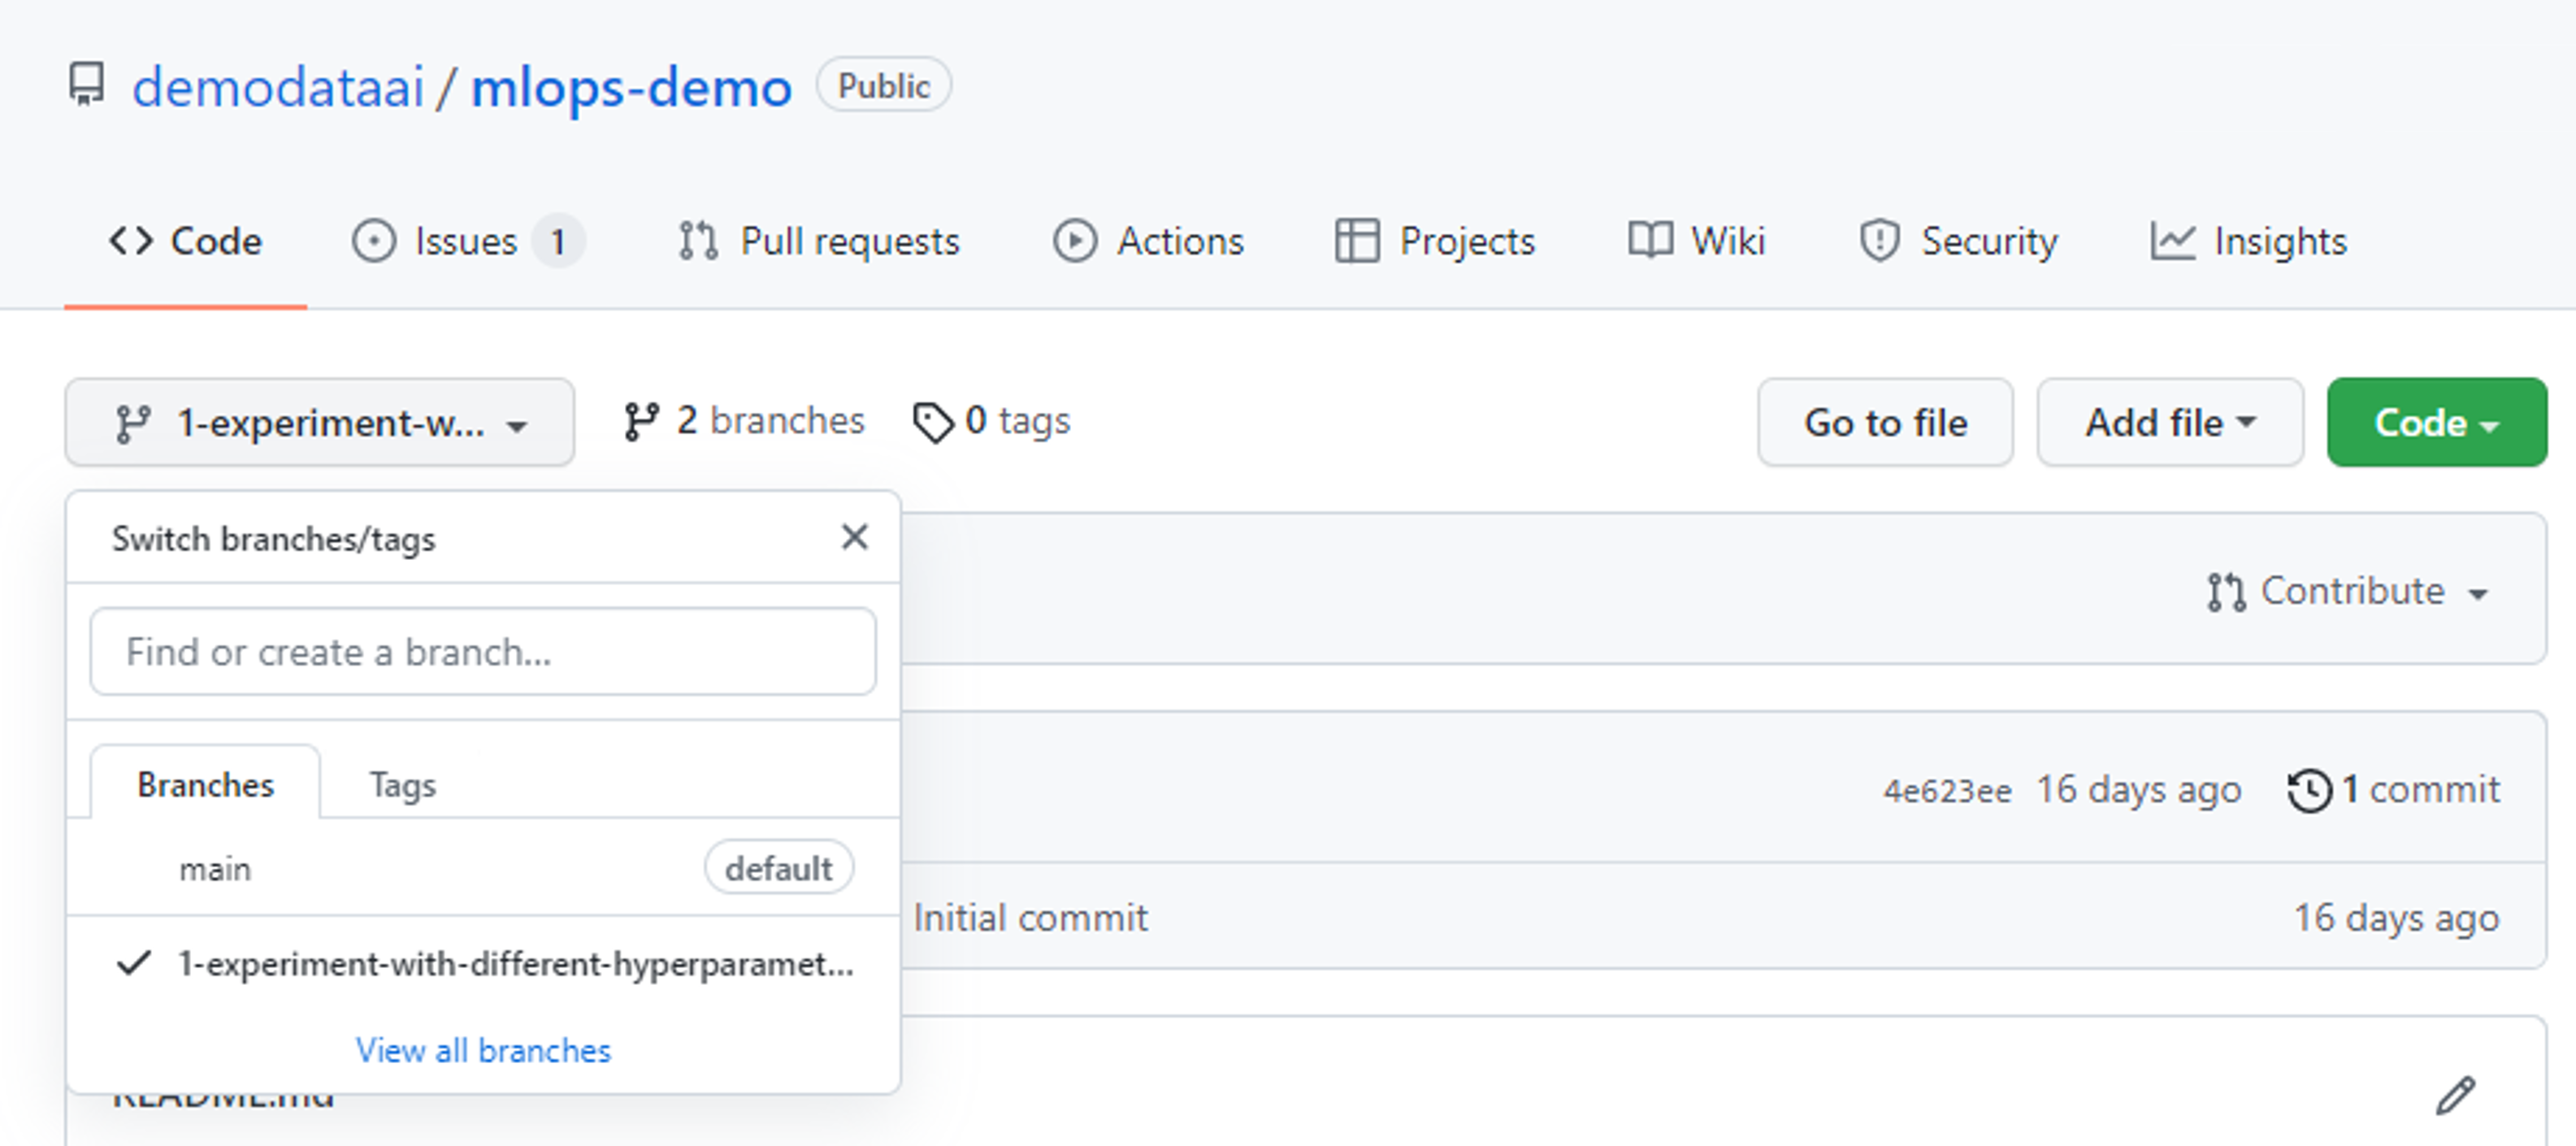 demodataai / mlops-demo Public
Code Issues 1 Pull requests Actions Projects Wiki Security Insights
1-experiment-w... 2 branches 0 tags Go to file Add file Code
Switch branches/tags
Find or create a branch...
Contribute
Branches Tags
4e623ee 16 days ago 1 commit
main default
Initial commit 16 days ago
1-experiment-with-different-hyperparamet...
View all branches
README.md